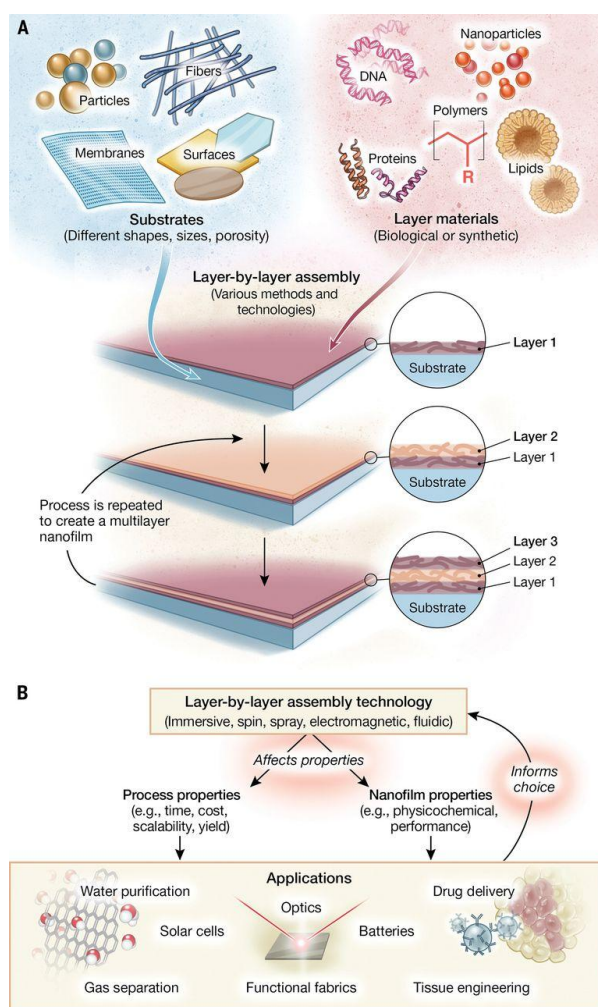 A
Particles
Fibers
Membranes
Surfaces
Substrates
(Different shapes, sizes, porosity)
DNA
Nanoparticles
Polymers
R
Proteins
Lipids
Layer materials
(Biological or synthetic)
Layer-by-layer assembly
(Various methods and
technologies)
Layer 1
Substrate
Layer 2
Layer 1
Substrate
Process is repeated
to create a multilayer
nanofilm
Layer 3
Layer 2
Layer 1
Substrate
B
Layer-by-layer assembly technology
(Immersive, spin, spray, electromagnetic, fluidic)
Affects properties
Informs
choice
Process properties
(e.g., time, cost,
scalability, yield)
Nanofilm properties
(e.g., physicochemical,
performance)
Applications
Water purification
Drug delivery
Optics
Solar cells
Batteries
Gas separation
Functional fabrics
Tissue engineering